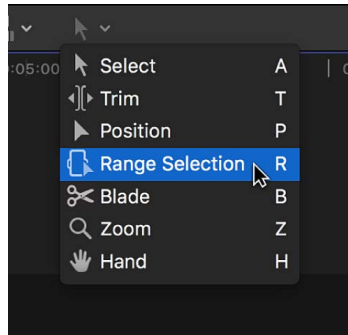 :05:00
Select A
Trim T
Position P
Range Selection R
Blade B
Zoom Z
Hand H